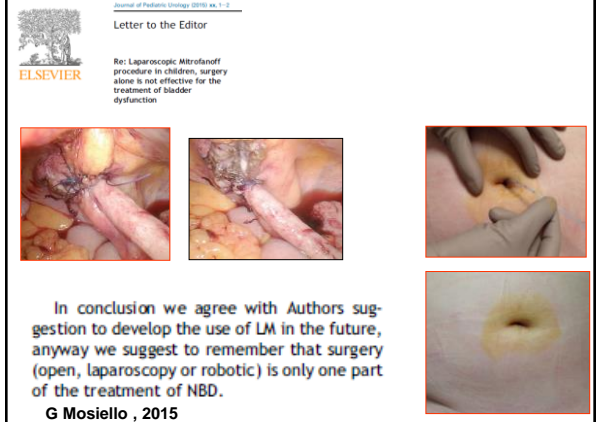 Journal of Pediatric Urology (2015) xx, 1-2
Letter to the Editor
ELSEVIER
Re: Laparoscopic Mitrofanoff
procedure in children, surgery
alone is not effective for the
treatment of bladder
dysfunction
In conclusion we agree with Authors sug-
gestion to develop the use of LM in the future,
anyway we suggest to remember that surgery
(open, laparoscopy or robotic) is only one part
of the treatment of NBD.
G Mosiello , 2015